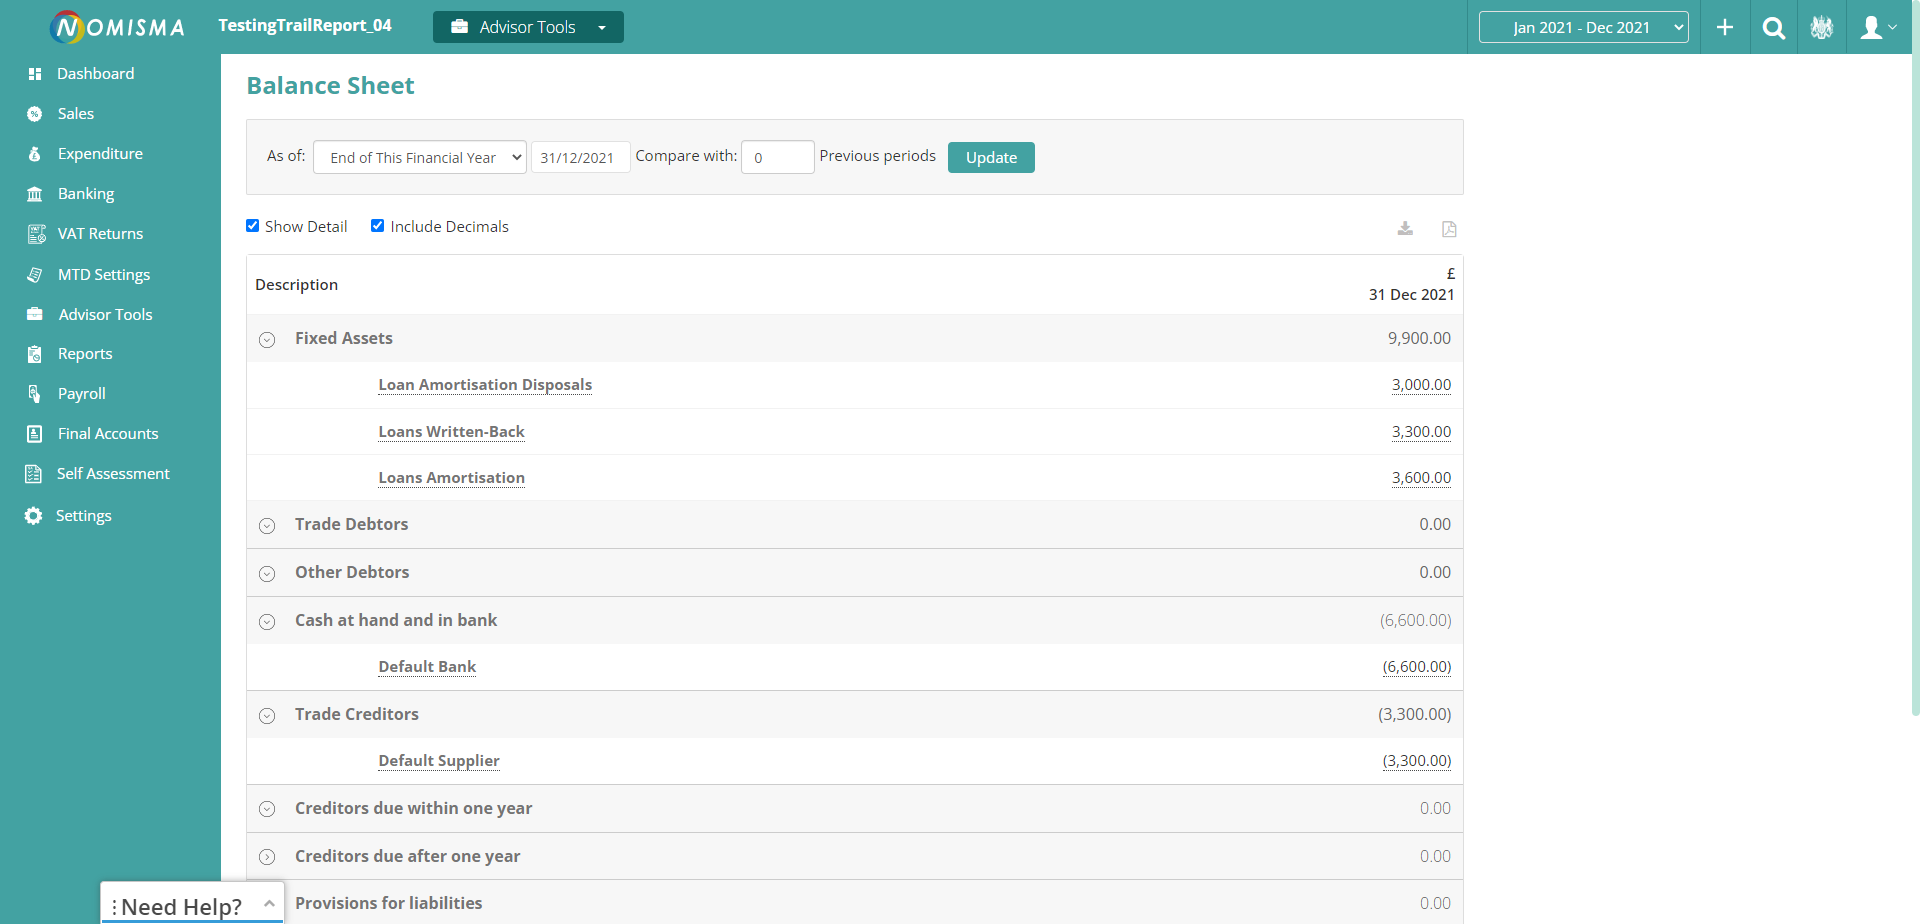 NOMISMA
TestingTrailReport_04
Advisor Tools
Jan 2021 - Dec 2021
Dashboard
Sales
Expenditure
Banking
VAT Returns
MTD Settings
Advisor Tools
Reports
Payroll
Final Accounts
Self Assessment
Settings
Balance Sheet
As of: End of This Financial Year 31/12/2021 Compare with: 0 Previous periods Update
Show Detail Include Decimals
£
Description
31 Dec 2021
Fixed Assets 9,900.00
Loan Amortisation Disposals 3,000.00
Loans Written-Back 3,300.00
Loans Amortisation 3,600.00
Trade Debtors 0.00
Other Debtors 0.00
Cash at hand and in bank (6,600.00)
Default Bank (6,600.00)
Trade Creditors (3,300.00)
Default Supplier (3,300.00)
Creditors due within one year 0.00
Creditors due after one year 0.00
Provisions for liabilities 0.00
Need Help?